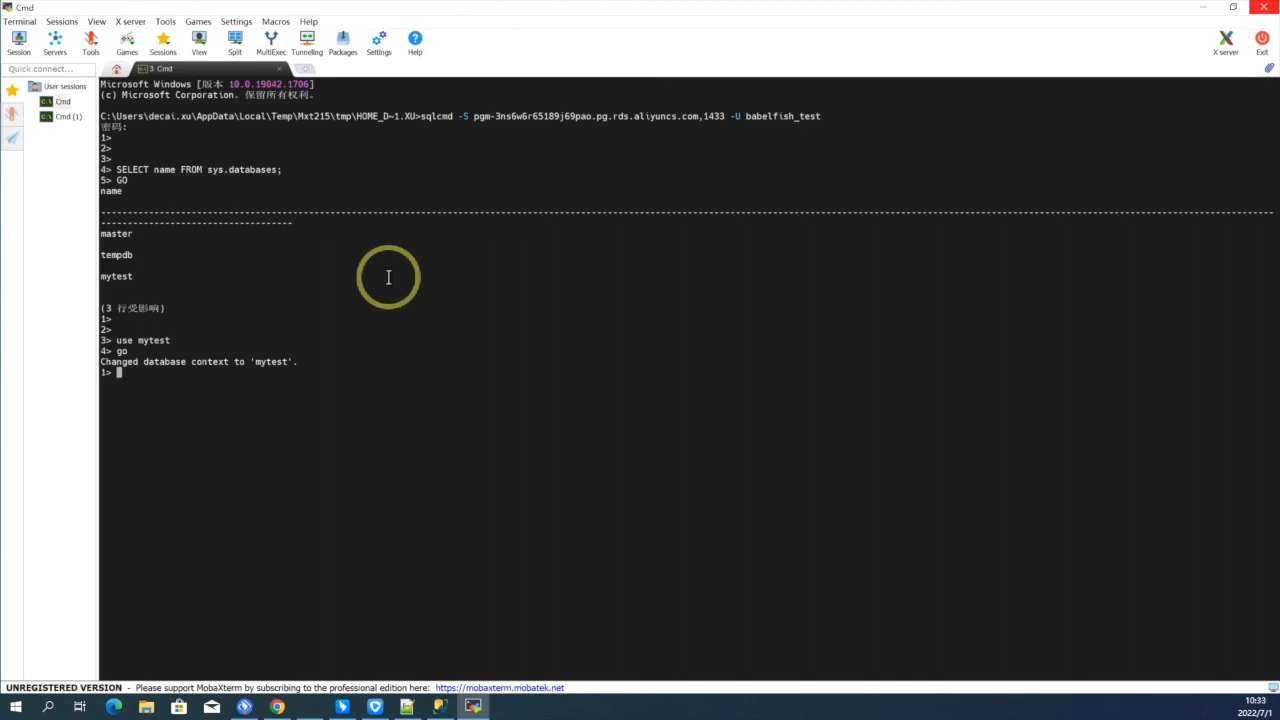 Cmd
Terminal Sessions View X server Tools Games Settings Macros Help
Session Servers Tools Games Sessions View Split MultiExec Tunneling Packages Settings Help X server Exit
Quick connect...
3. Cmd
User sessions
Cmd
Cmd (1)
Microsoft Windows [版本 10.0.19042.1706]
(c) Microsoft Corporation。保留所有权利。
C:\Users\decai.xu\AppData\Local\Temp\Mxt215\tmp\HOME_D~1.XU>sqlcmd -S pgm-3ns6w6r65189j69pao.pg.rds.aliyuncs.com,1433 -U babelfish_test
密码:
1>
2>
3>
4> SELECT name FROM sys.databases;
5> GO
name
--------------------------------------------------------------------------------------------------------------------------------
master
tempdb
mytest
(3 行受影响)
1>
2>
3> use mytest
4> go
Changed database context to 'mytest'.
1>
UNREGISTERED VERSION - Please support MobaXterm by subscribing to the professional edition here: https://mobaxterm.mobatek.net
10:33
2022/7/1